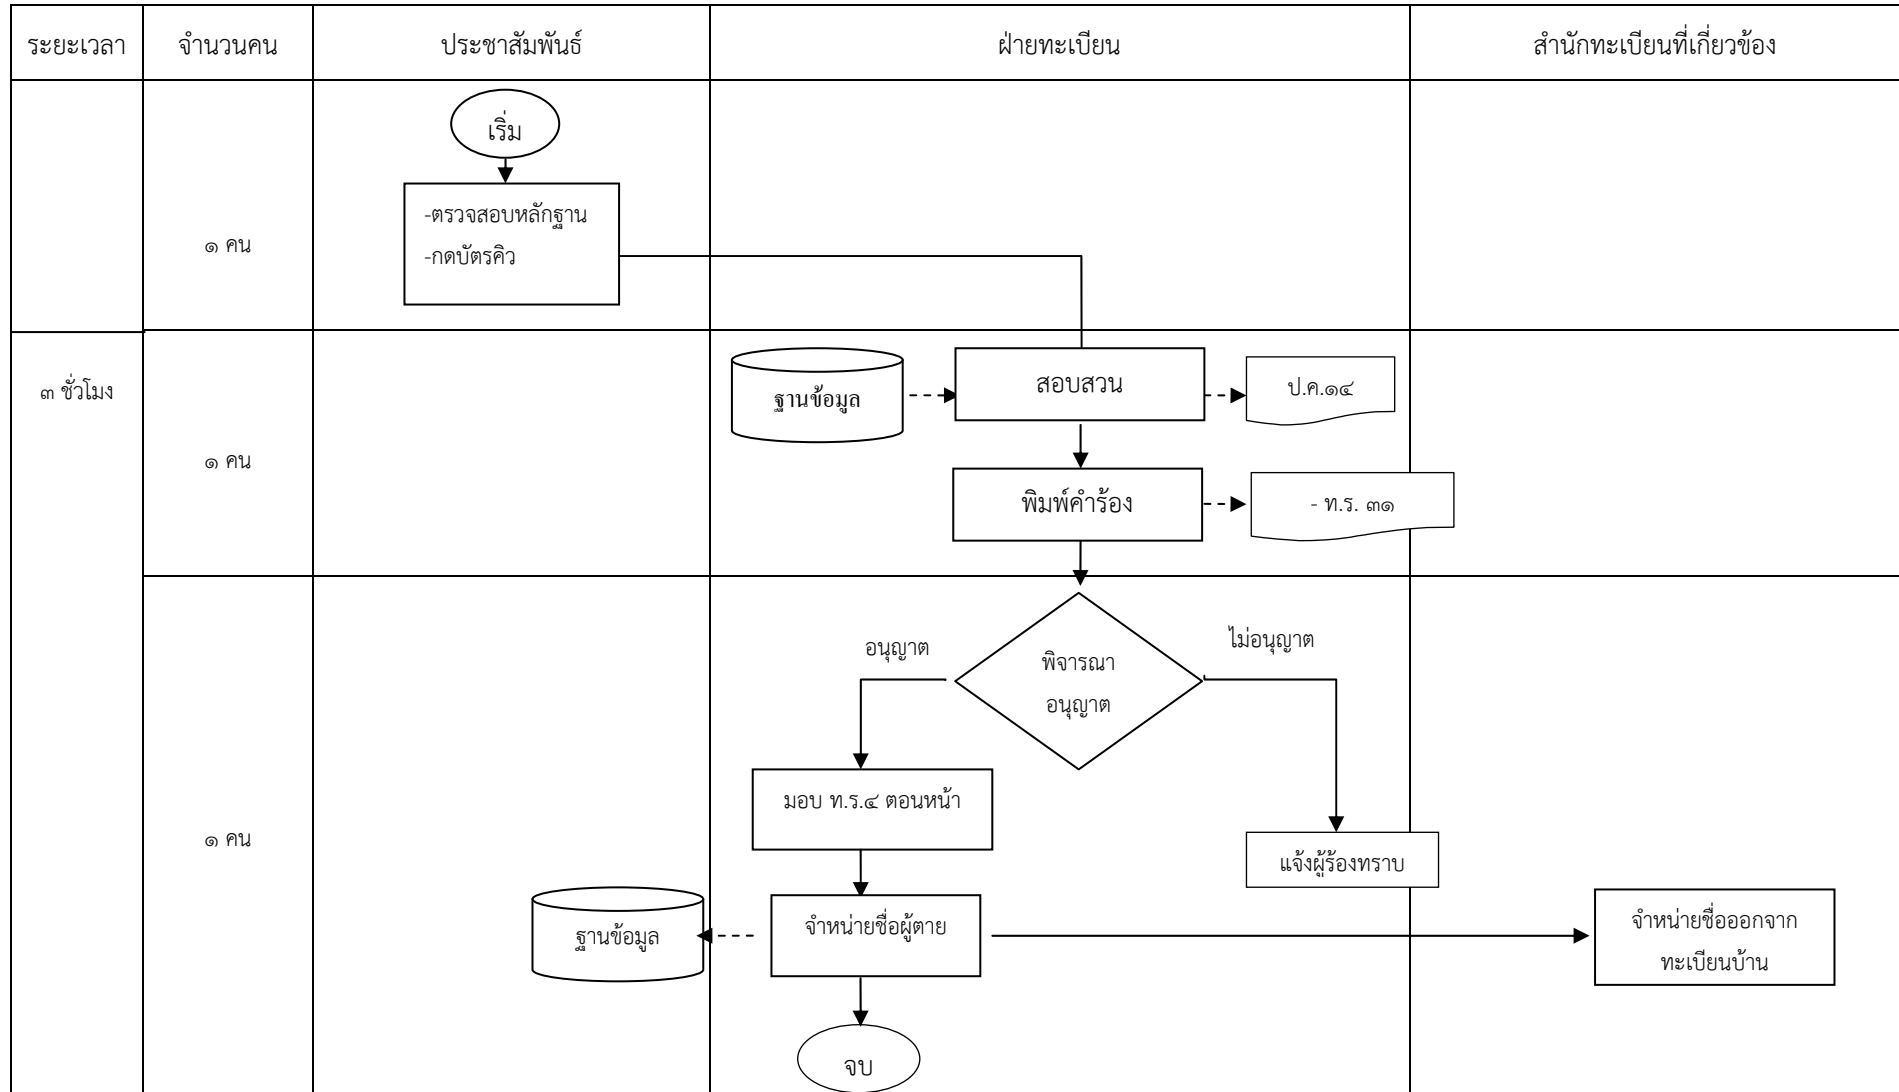 ระยะเวลา
จำนวนคน
ประชาสัมพันธ์
ฝ่ายทะเบียน
สำนักทะเบียนที่เกี่ยวข้อง
เริ่ม
-ตรวจสอบหลักฐาน
-กดบัตรคิว
๑ คน
๓ ชั่วโมง
๑ คน
ฐานข้อมูล
สอบสวน
ป.ค.๑๔
พิมพ์คำร้อง
- ท.ร. ๓๑
๑ คน
พิจารณา
อนุญาต
อนุญาต
ไม่อนุญาต
มอบ ท.ร.๔ ตอนหน้า
แจ้งผู้ร้องทราบ
ฐานข้อมูล
จำหน่ายชื่อผู้ตาย
จำหน่ายชื่อออกจาก
ทะเบียนบ้าน
จบ